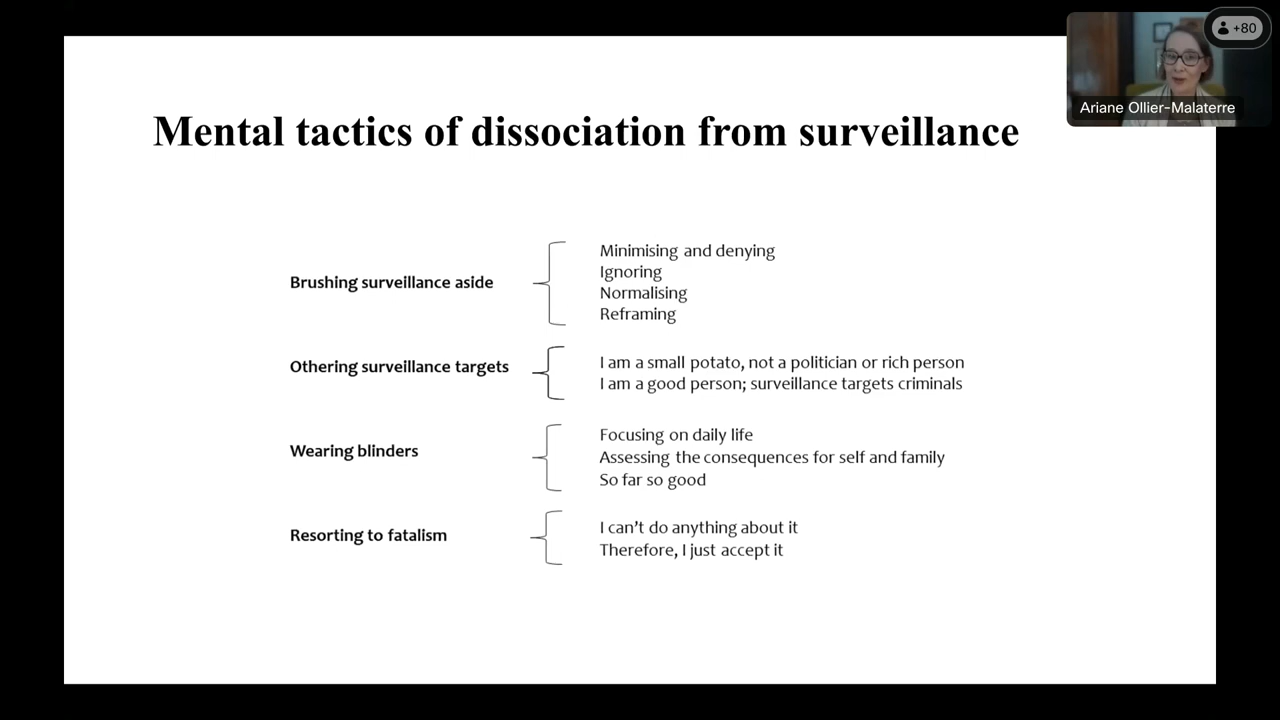 +80
Ariane Ollier-Malaterre
Mental tactics of dissociation from surveillance
Brushing surveillance aside
Minimising and denying
Ignoring
Normalising
Reframing
Othering surveillance targets
I am a small potato, not a politician or rich person
I am a good person; surveillance targets criminals
Wearing blinders
Focusing on daily life
Assessing the consequences for self and family
So far so good
Resorting to fatalism
I can’t do anything about it
Therefore, I just accept it